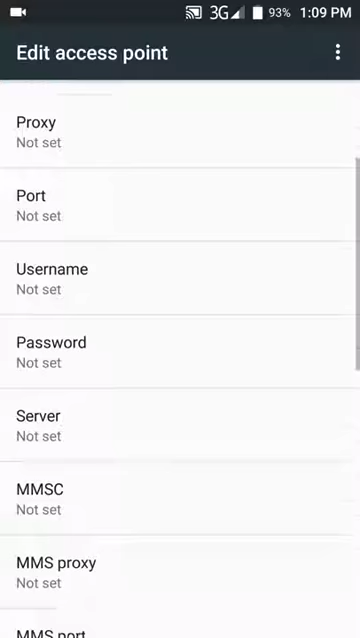 3G 93% 1:09 PM
Edit access point
Proxy
Not set
Port
Not set
Username
Not set
Password
Not set
Server
Not set
MMSC
Not set
MMS proxy
Not set
MMS port